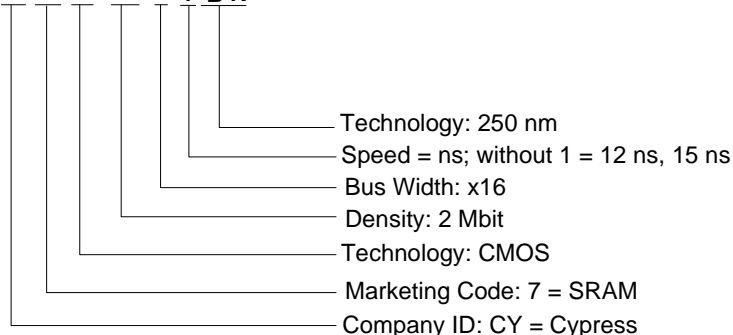 Technology: 250 nm
Speed = ns; without 1 = 12 ns, 15 ns
Bus Width: x16
Density: 2 Mbit
Technology: CMOS
Marketing Code: 7 = SRAM
Company ID: CY = Cypress